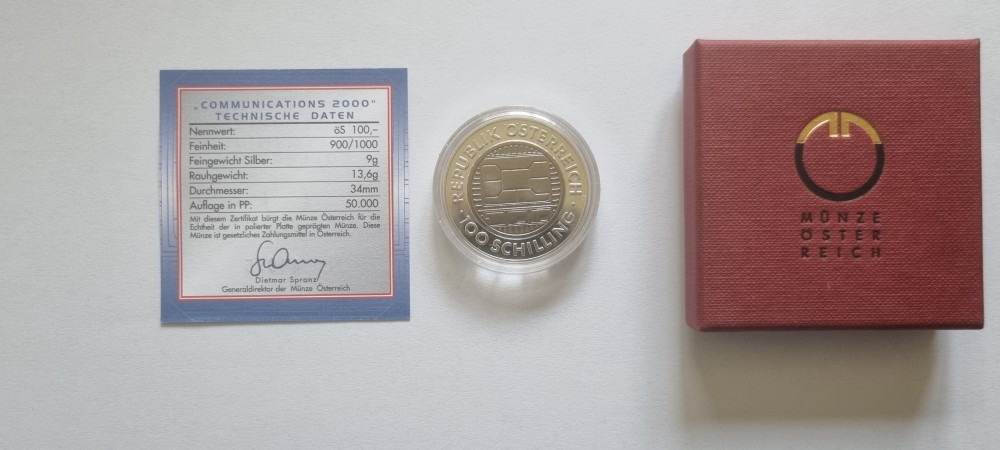 „COMMUNICATIONS 2000"
TECHNISCHE DATEN
Nennwert: öS 100,–
Feinheit: 900/1000
Feingewicht Silber: 9g
Rauhgewicht: 13,6g
Durchmesser: 34mm
Auflage in PP: 50.000
Mit diesem Zertifikat bürgt die Münze Österreich für die
Echtheit der in polierter Platte geprägten Münze. Diese
Münze ist gesetzliches Zahlungsmittel in Österreich.
Dietmar Spranz
Generaldirektor der Münze Österreich
REPUBLIK ÖSTERREICH
· 100 SCHILLING ·
MÜNZE
ÖSTER
REICH